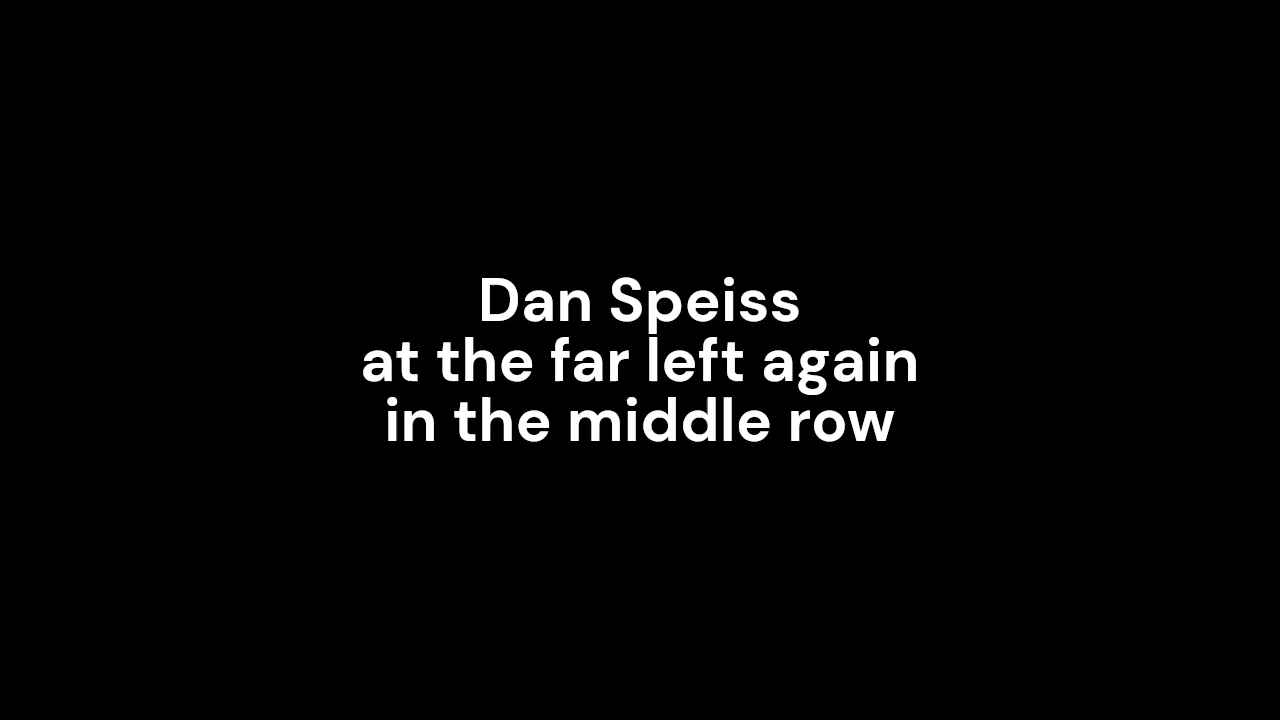 Dan Speiss
at the far left again
in the middle row